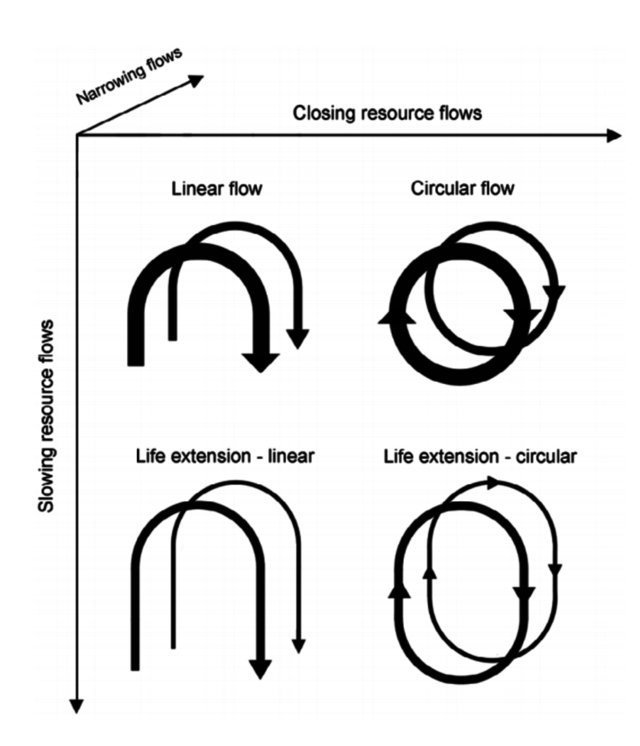 Narrowing flows
Closing resource flows
Linear flow
Circular flow
Slowing resource flows
Life extension - linear
Life extension - circular